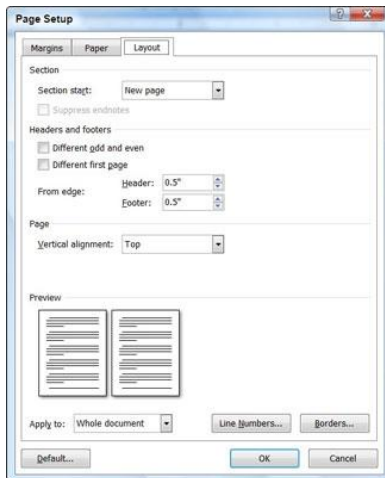 Page Setup
Margins Paper Layout
Section
Section start: New page
Suppress endnotes
Headers and footers
Different odd and even
Different first page
From edge: Header: 0.5"
Footer: 0.5"
Page
Vertical alignment: Top
Preview
Apply to: Whole document Line Numbers... Borders...
Default... OK Cancel